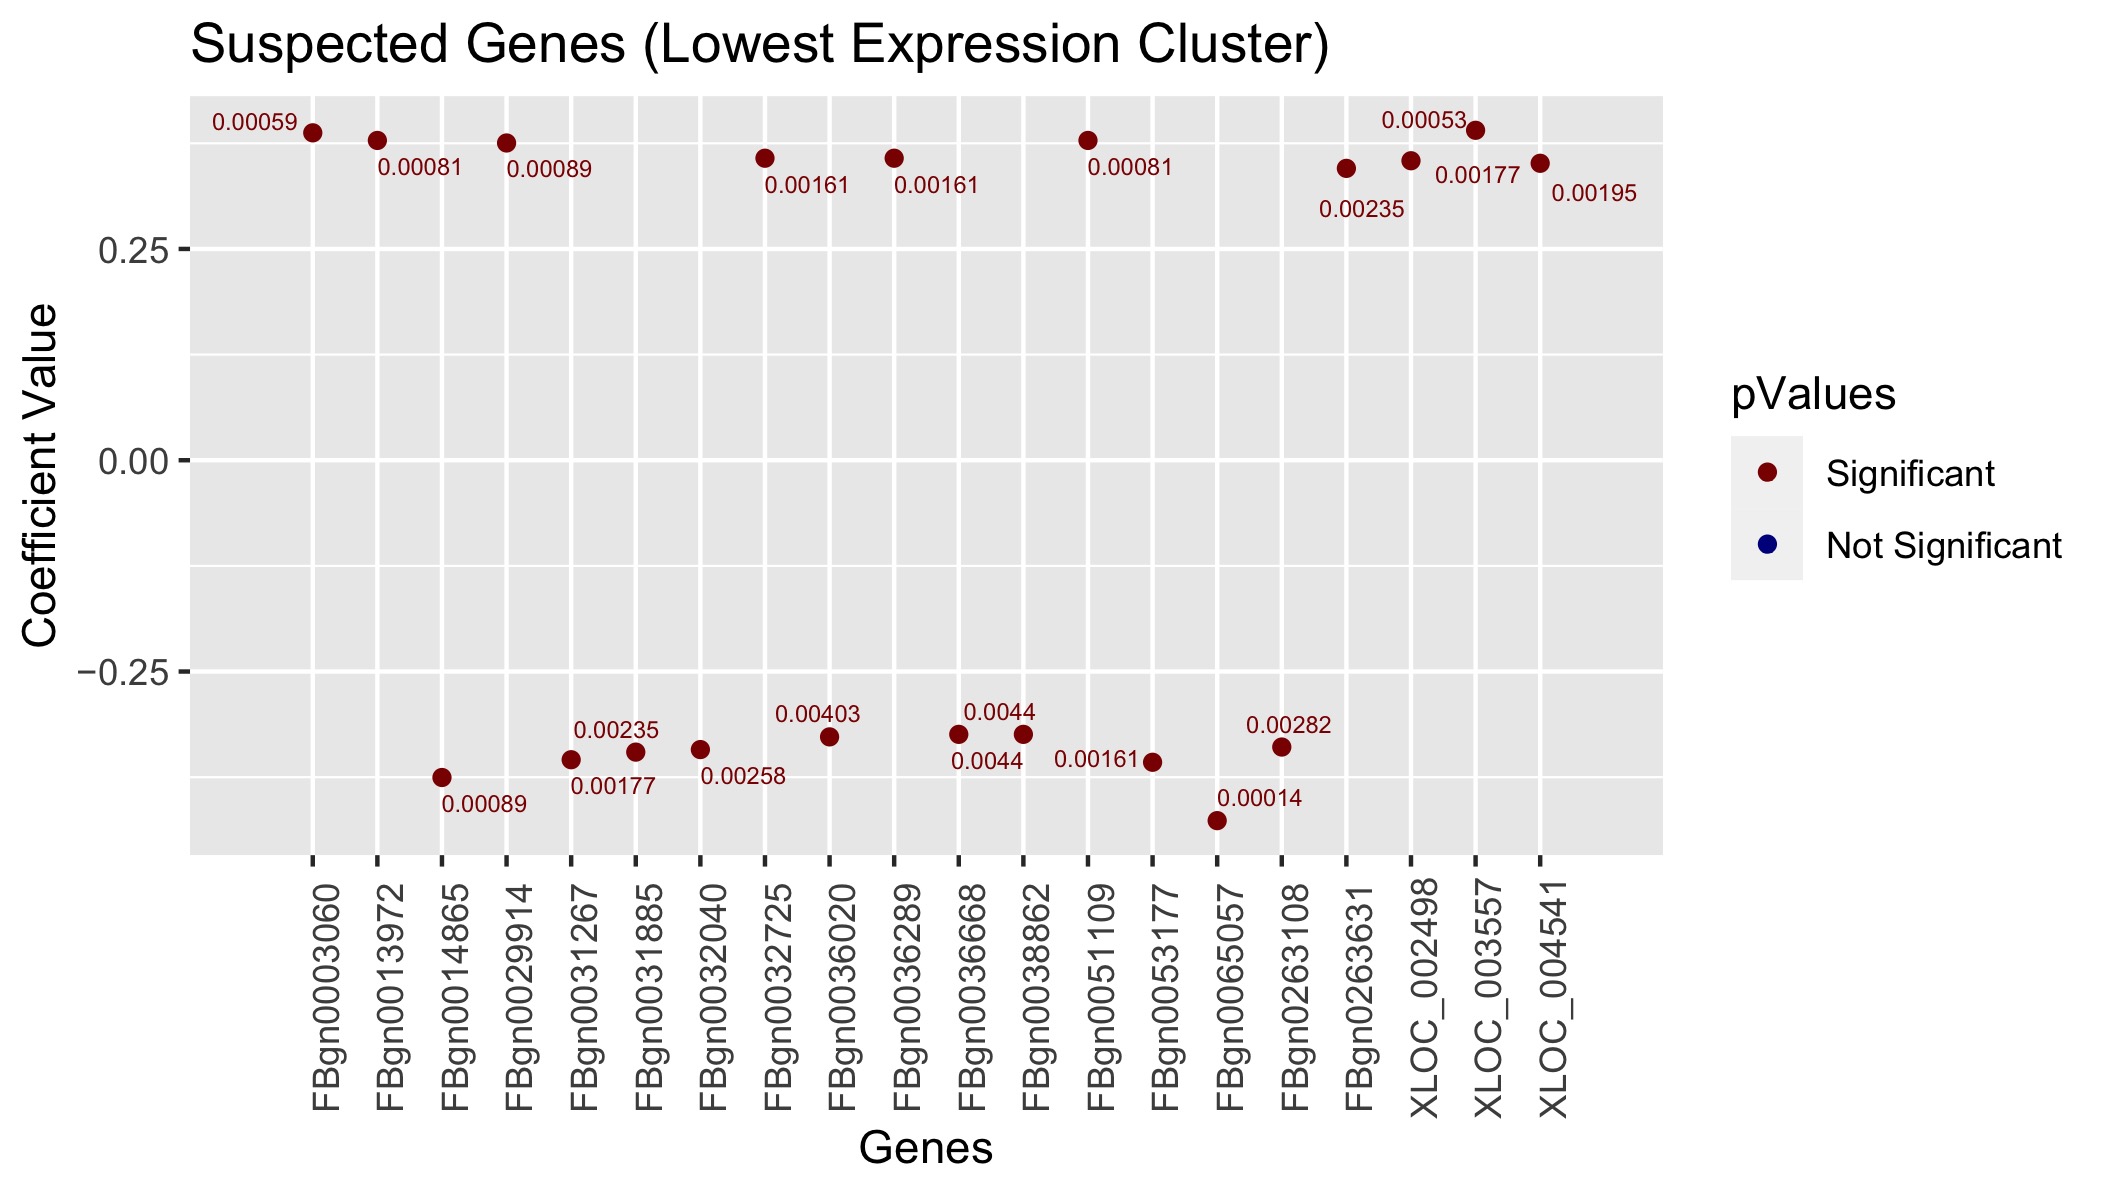 Suspected Genes (Lowest Expression Cluster)
Coefficient Value
0.25
0.00
−0.25
0.00059
0.00081
0.00089
0.00161
0.00161
0.00081
0.00235
0.00053
0.00177
0.00195
0.00089
0.00177
0.00235
0.00258
0.00403
0.0044
0.0044
0.00161
0.00014
0.00282
FBgn0003060
FBgn0013972
FBgn0014865
FBgn0029914
FBgn0031267
FBgn0031885
FBgn0032040
FBgn0032725
FBgn0036020
FBgn0036289
FBgn0036668
FBgn0038862
FBgn0051109
FBgn0053177
FBgn0065057
FBgn0263108
FBgn0263631
XLOC_002498
XLOC_003557
XLOC_004541
Genes
pValues
Significant
Not Significant